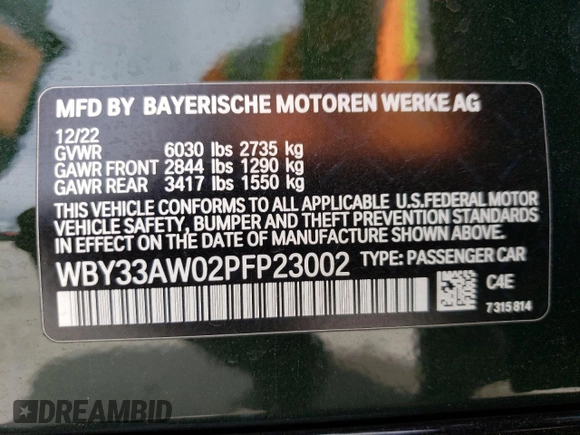 MFD BY BAYERISCHE MOTOREN WERKE AG
12/22
GVWR 6030 lbs 2735 kg
GAWR FRONT 2844 lbs 1290 kg
GAWR REAR 3417 lbs 1550 kg
THIS VEHICLE CONFORMS TO ALL APPLICABLE U.S.FEDERAL MOTOR
VEHICLE SAFETY, BUMPER AND THEFT PREVENTION STANDARDS
IN EFFECT ON THE DATE OF MANUFACTURE SHOWN ABOVE.
WBY33AW02PFP23002 TYPE: PASSENGER CAR
C4E
7315814
DREAMBID